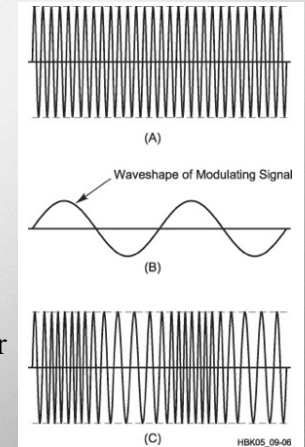 (A)
Waveshape of Modulating Signal
(B)
r
(C)
HBK05_09-06